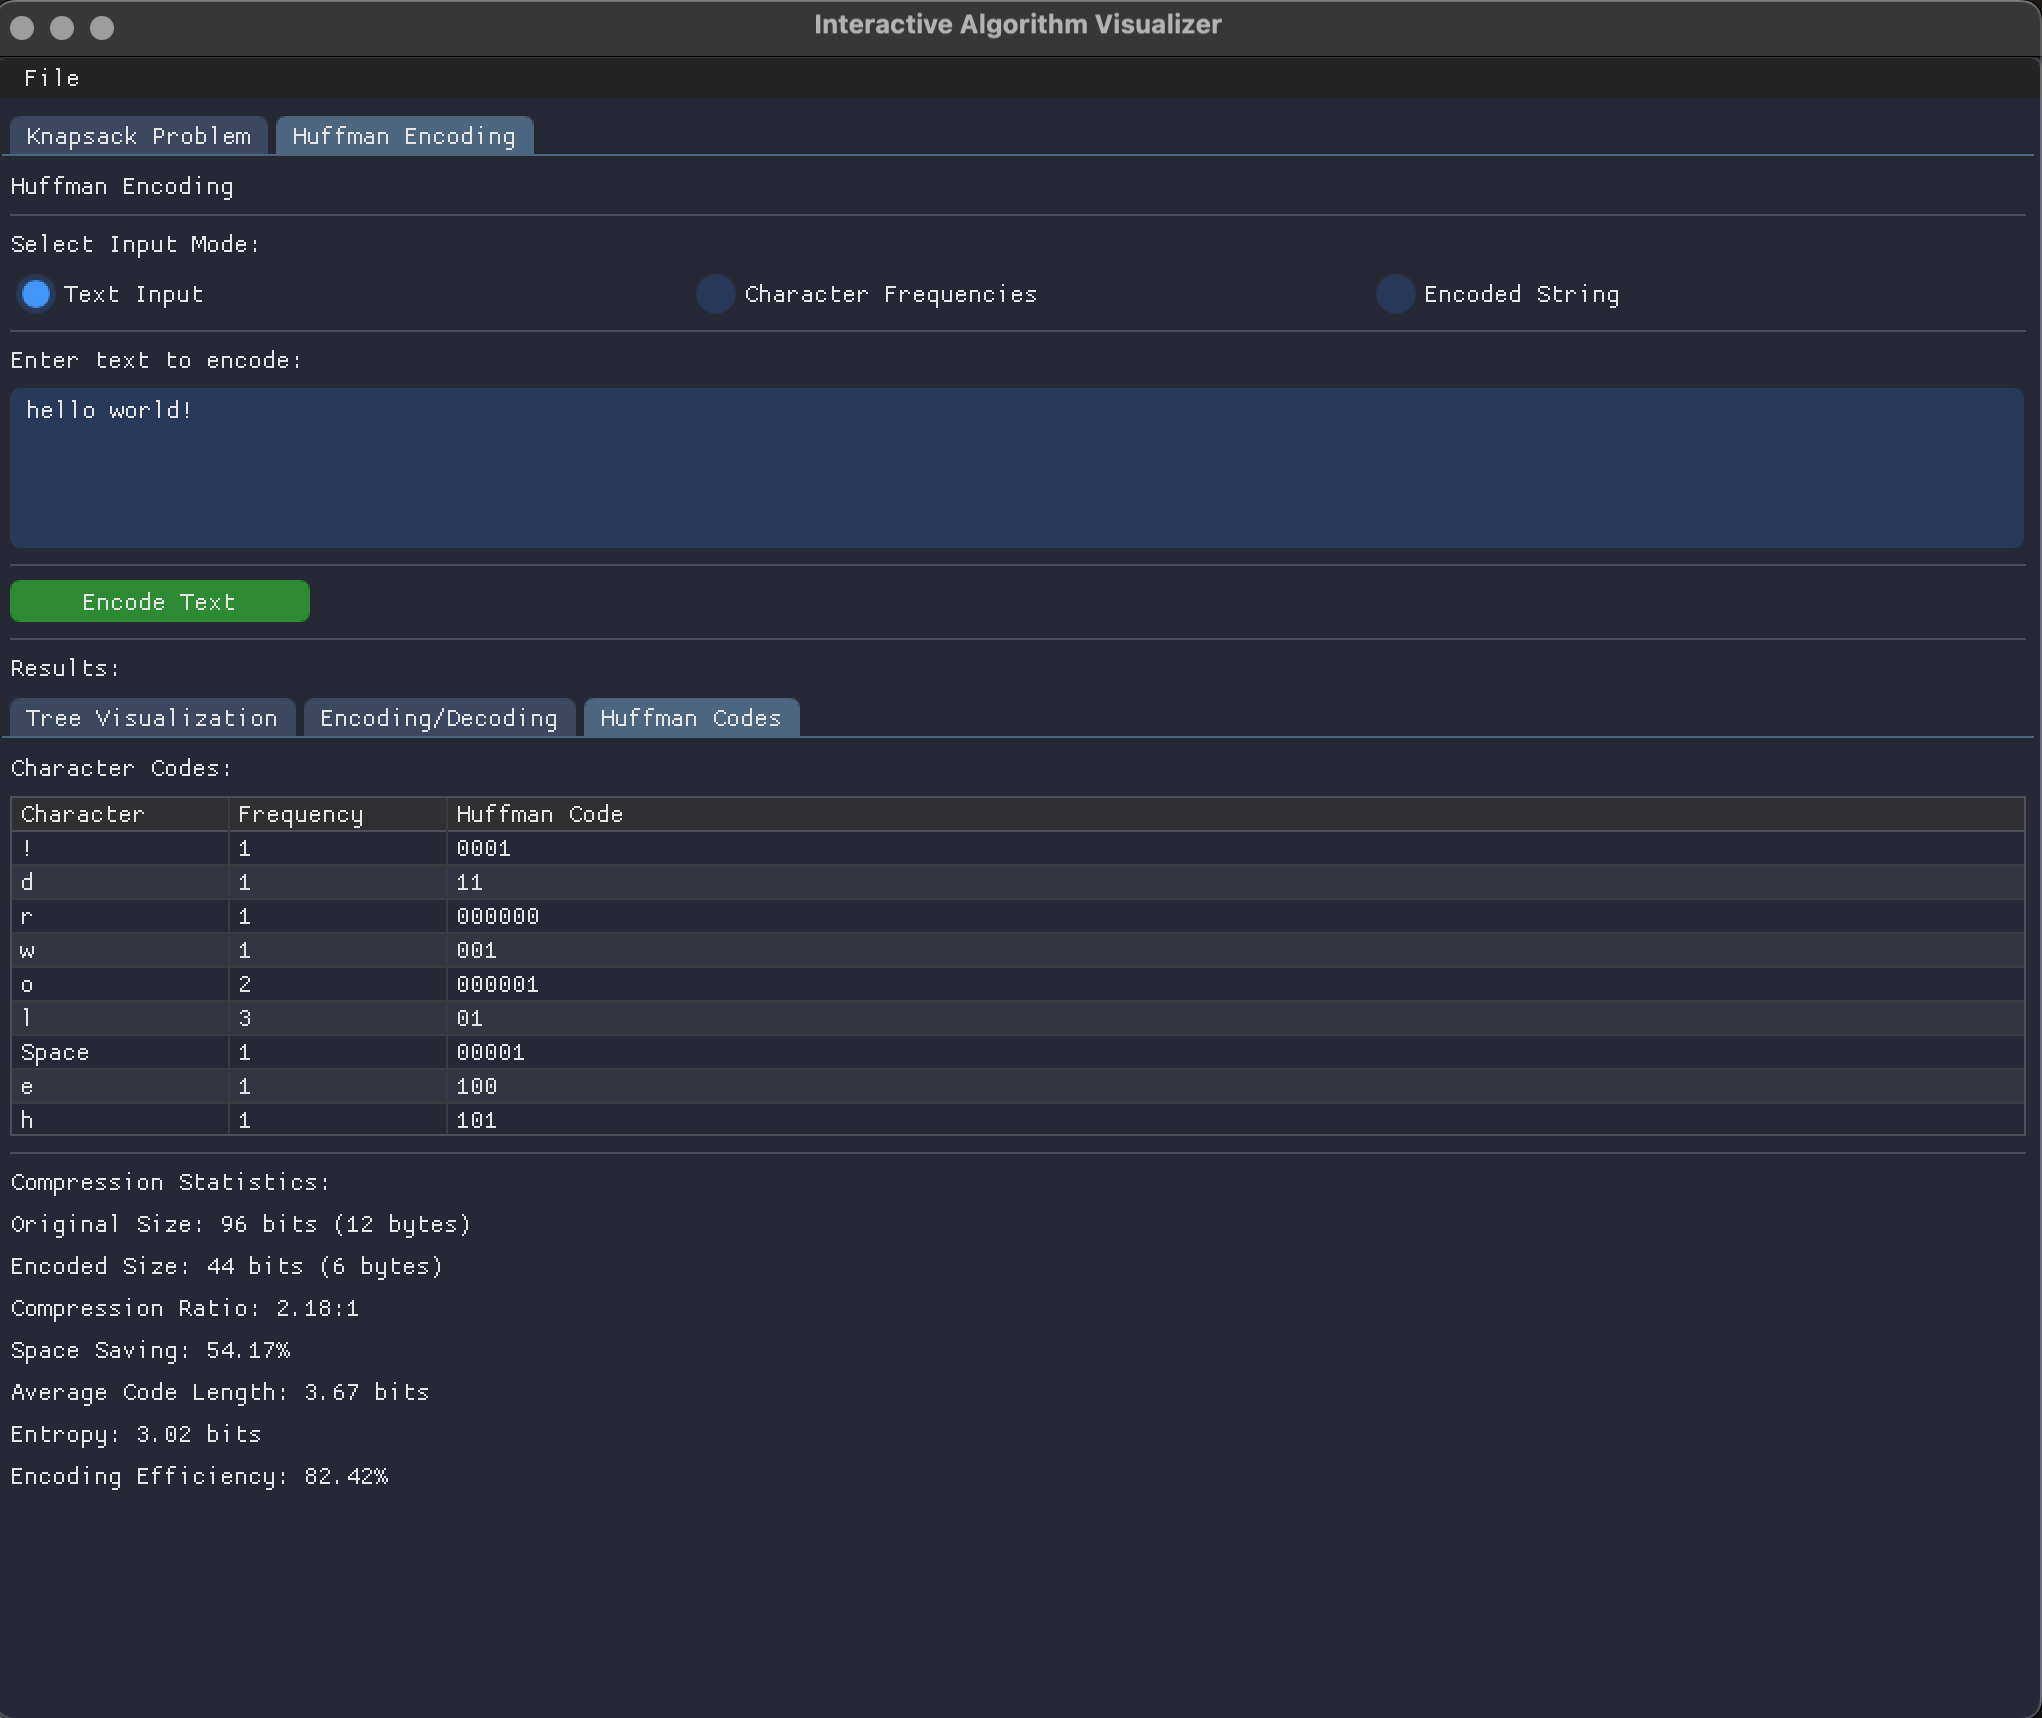 Interactive Algorithm Visualizer
File
Knapsack Problem Huffman Encoding
Huffman Encoding
Select Input Mode:
Text Input Character Frequencies Encoded String
Enter text to encode:
hello world!
Encode Text
Results:
Tree Visualization Encoding/Decoding Huffman Codes
Character Codes:
Character Frequency Huffman Code
! 1 0001
d 1 11
r 1 000000
w 1 001
o 2 000001
l 3 01
Space 1 00001
e 1 100
h 1 101
Compression Statistics:
Original Size: 96 bits (12 bytes)
Encoded Size: 44 bits (6 bytes)
Compression Ratio: 2.18:1
Space Saving: 54.17%
Average Code Length: 3.67 bits
Entropy: 3.02 bits
Encoding Efficiency: 82.42%